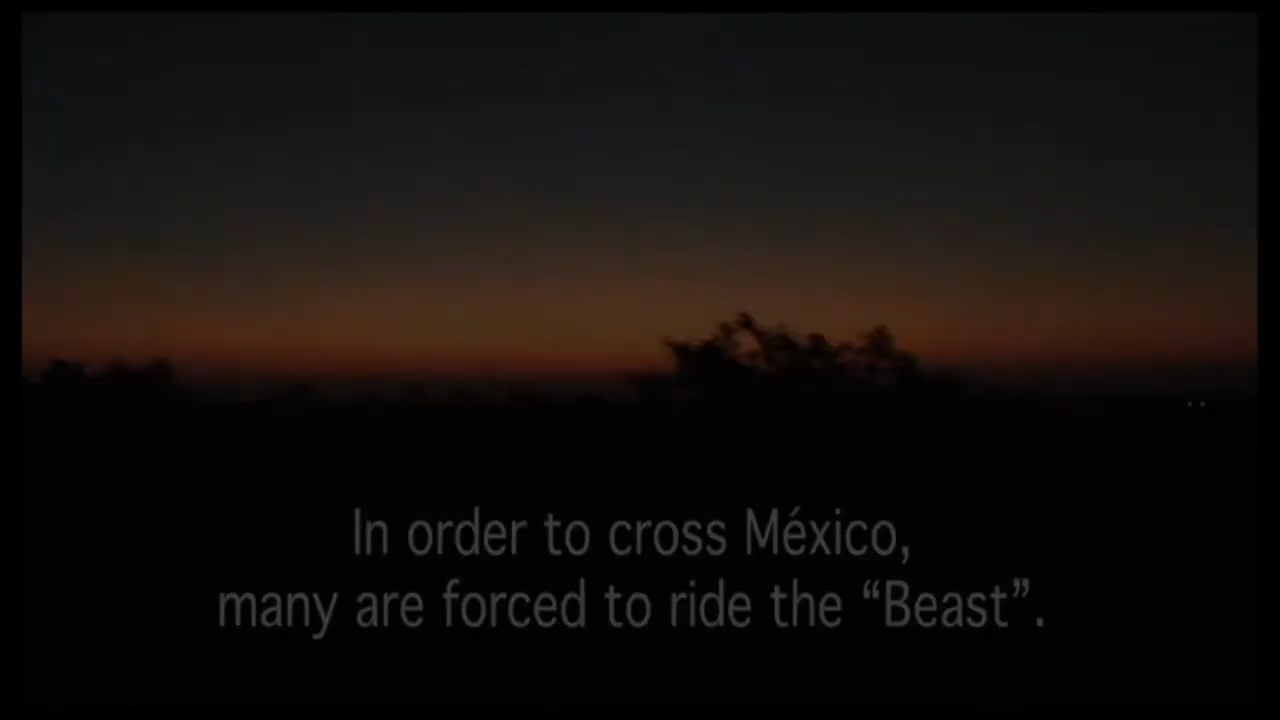 In order to cross México,
many are forced to ride the “Beast”.